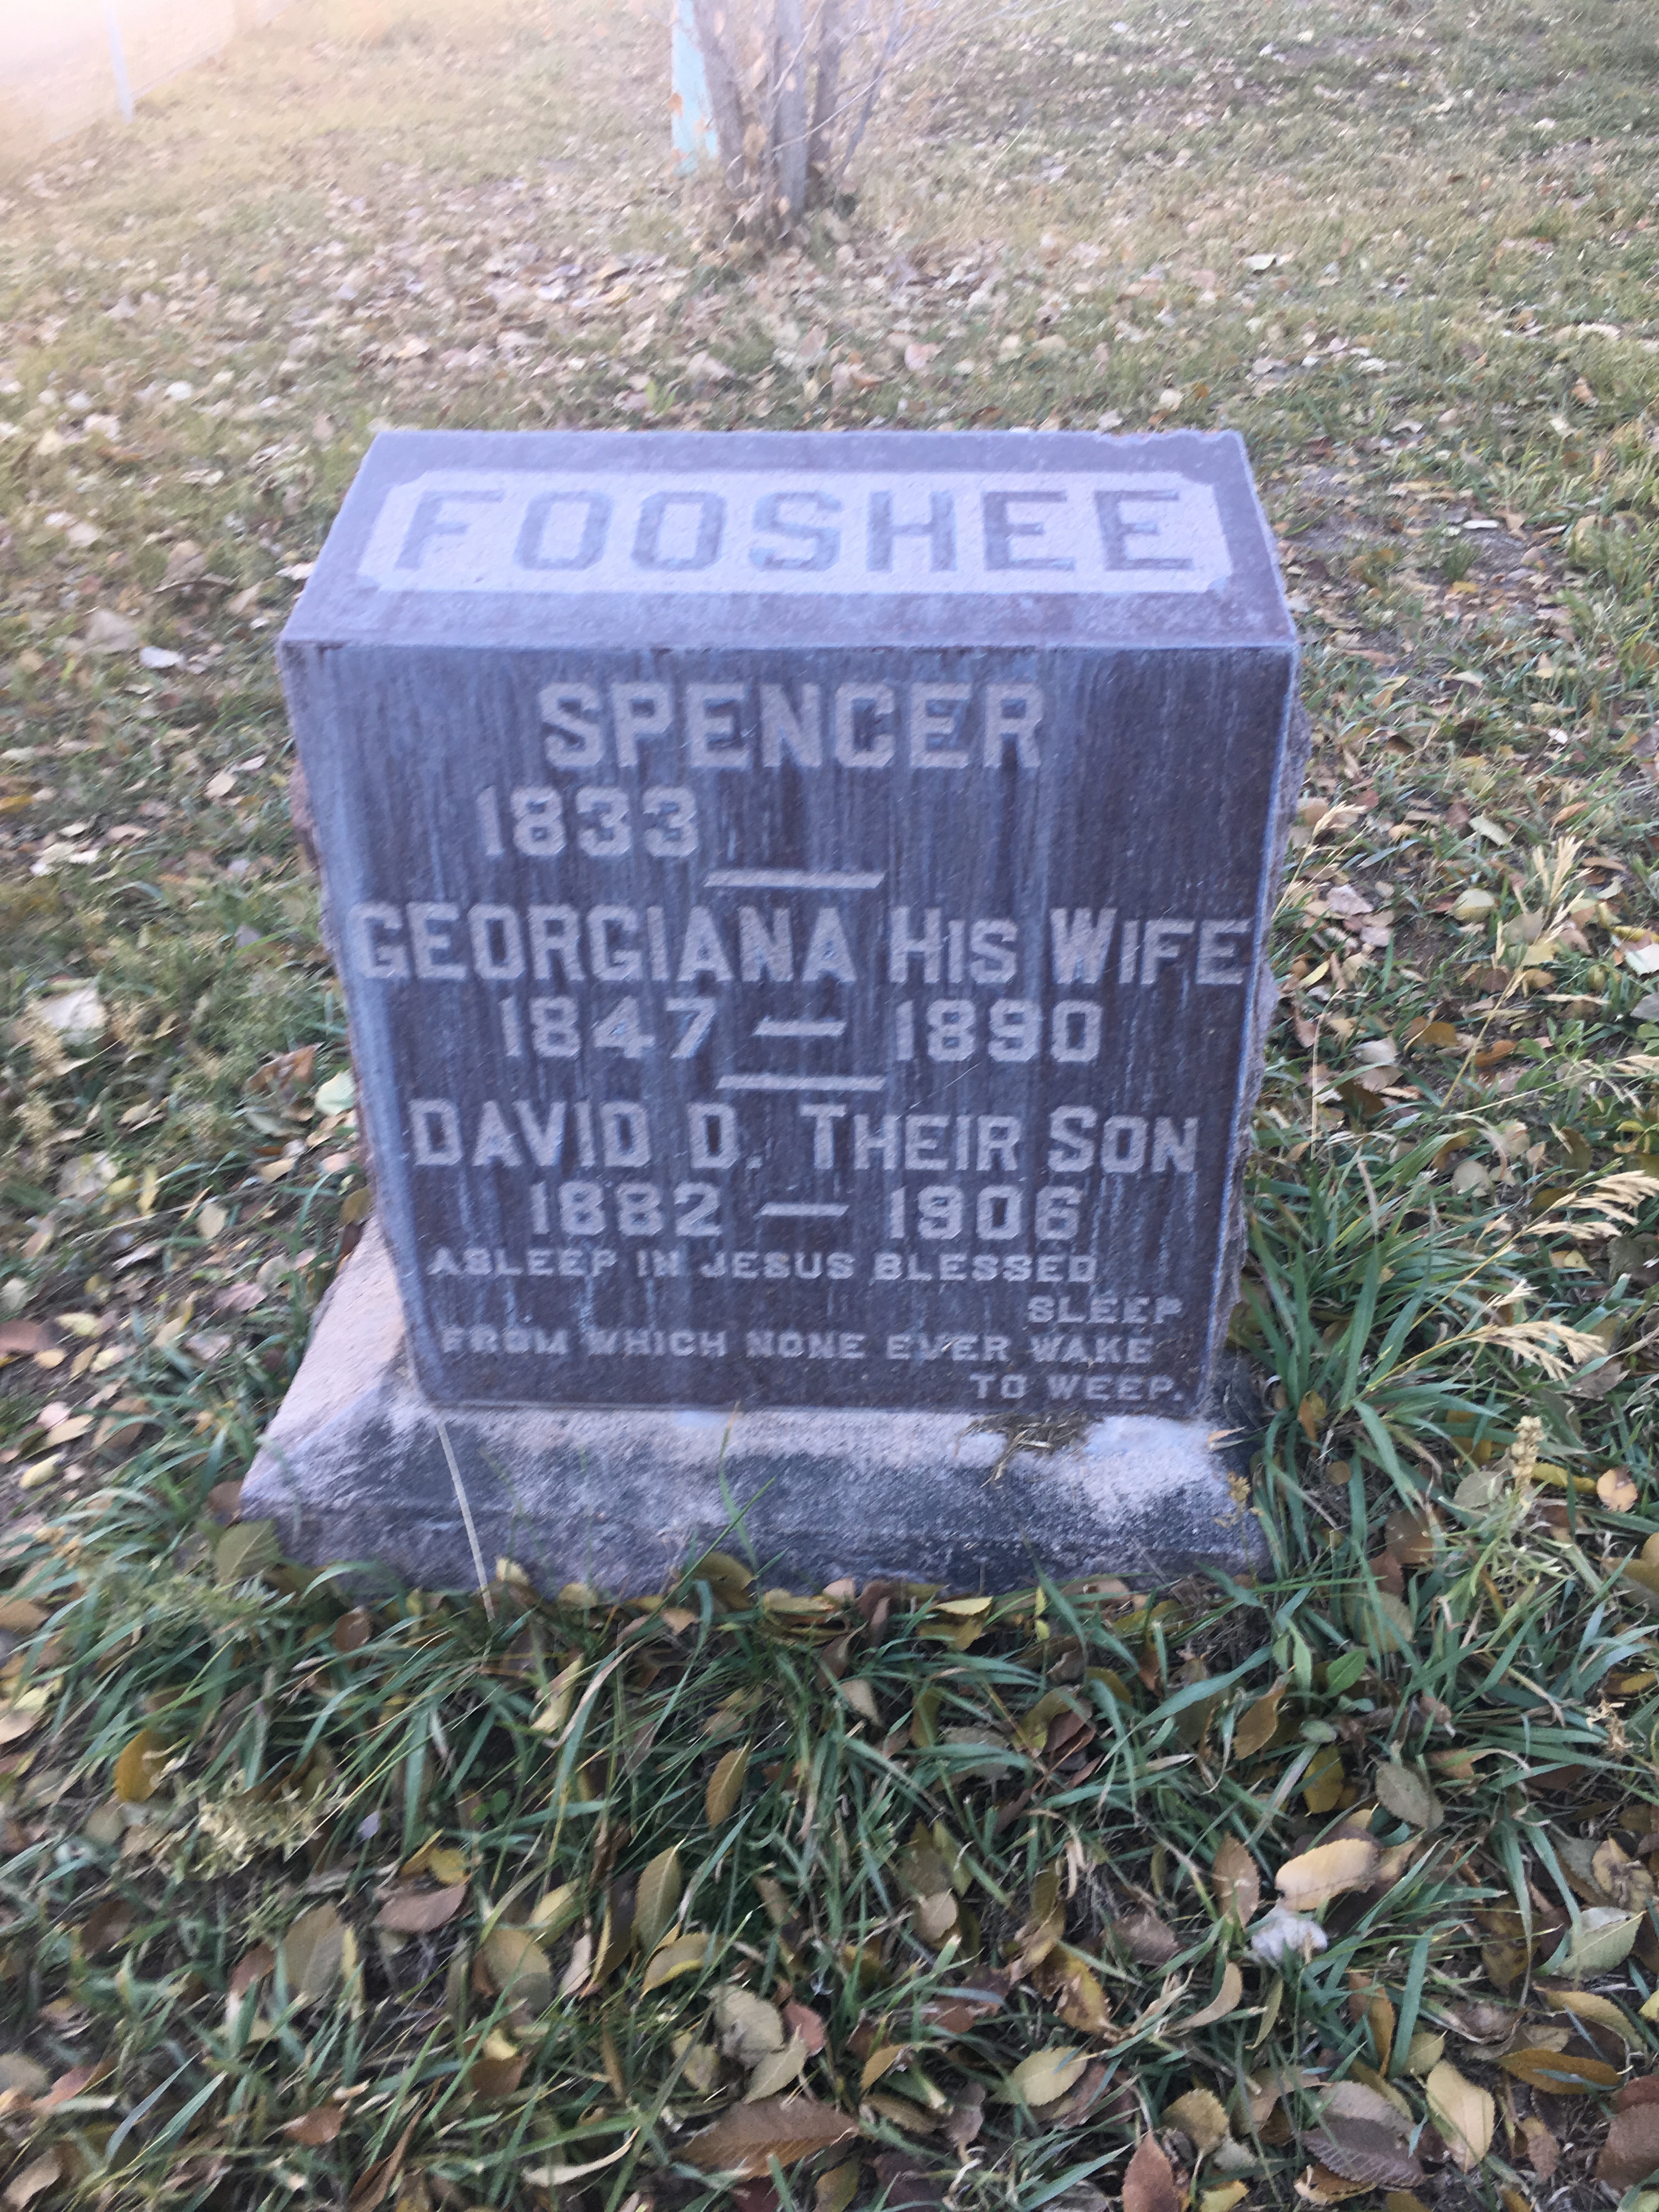 FOOSHEE
SPENCER
1833
GEORGIANA HIS WIFE
1847 — 1890
DAVID D. THEIR SON
1882 — 1906
ASLEEP IN JESUS BLESSED
SLEEP
FROM WHICH NONE EVER WAKE
TO WEEP.